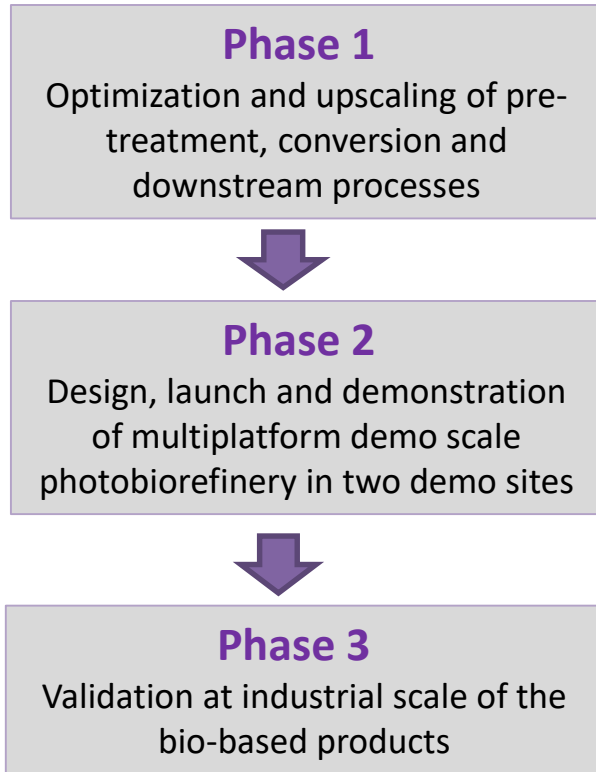 Phase 1
Optimization and upscaling of pre-
treatment, conversion and
downstream processes
Phase 2
Design, launch and demonstration
of multiplatform demo scale
photobiorefinery in two demo sites
Phase 3
Validation at industrial scale of the
bio-based products